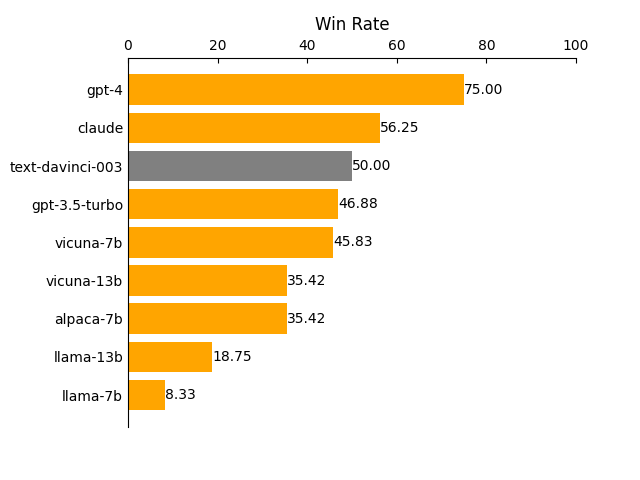 Win Rate
0 20 40 60 80 100
gpt-4 75.00
claude 56.25
text-davinci-003 50.00
gpt-3.5-turbo 46.88
vicuna-7b 45.83
vicuna-13b 35.42
alpaca-7b 35.42
llama-13b 18.75
llama-7b 8.33